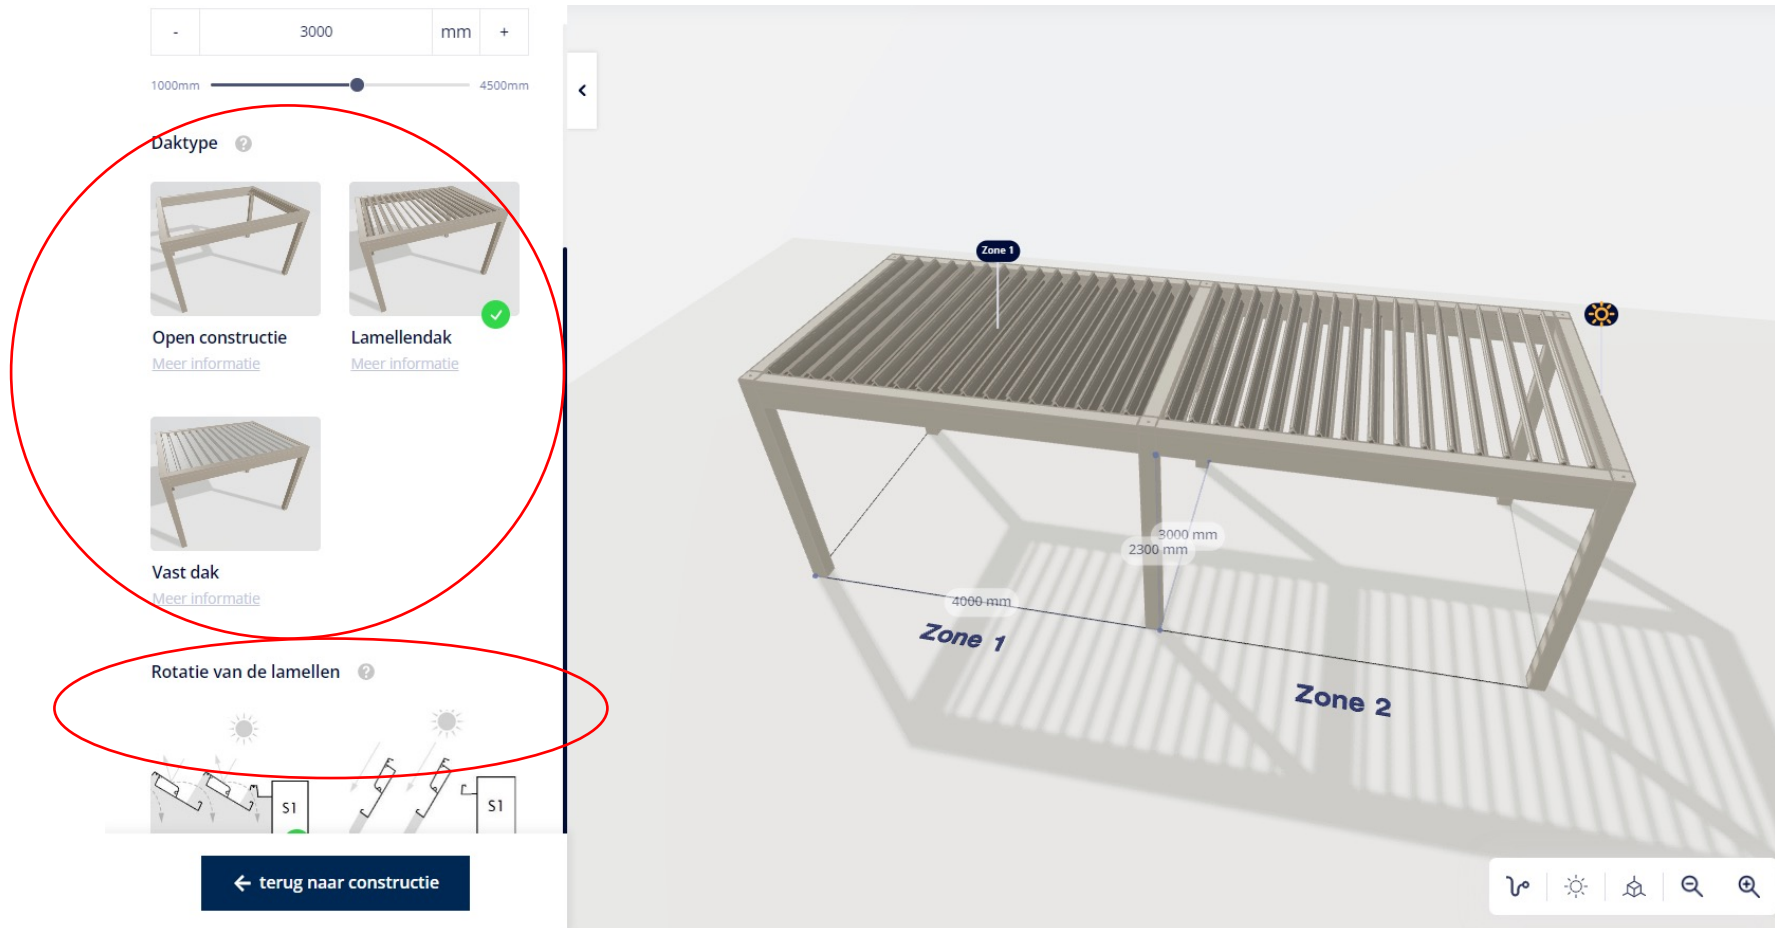 - 3000 mm +
1000mm 4500mm
Daktype ?
Open constructie
Meer informatie
Lamellendak
Meer informatie
Vast dak
Meer informatie
Rotatie van de lamellen ?
S1
S1
terug naar constructie
Zone 1
3000 mm
2300 mm
4000 mm
Zone 1
Zone 2